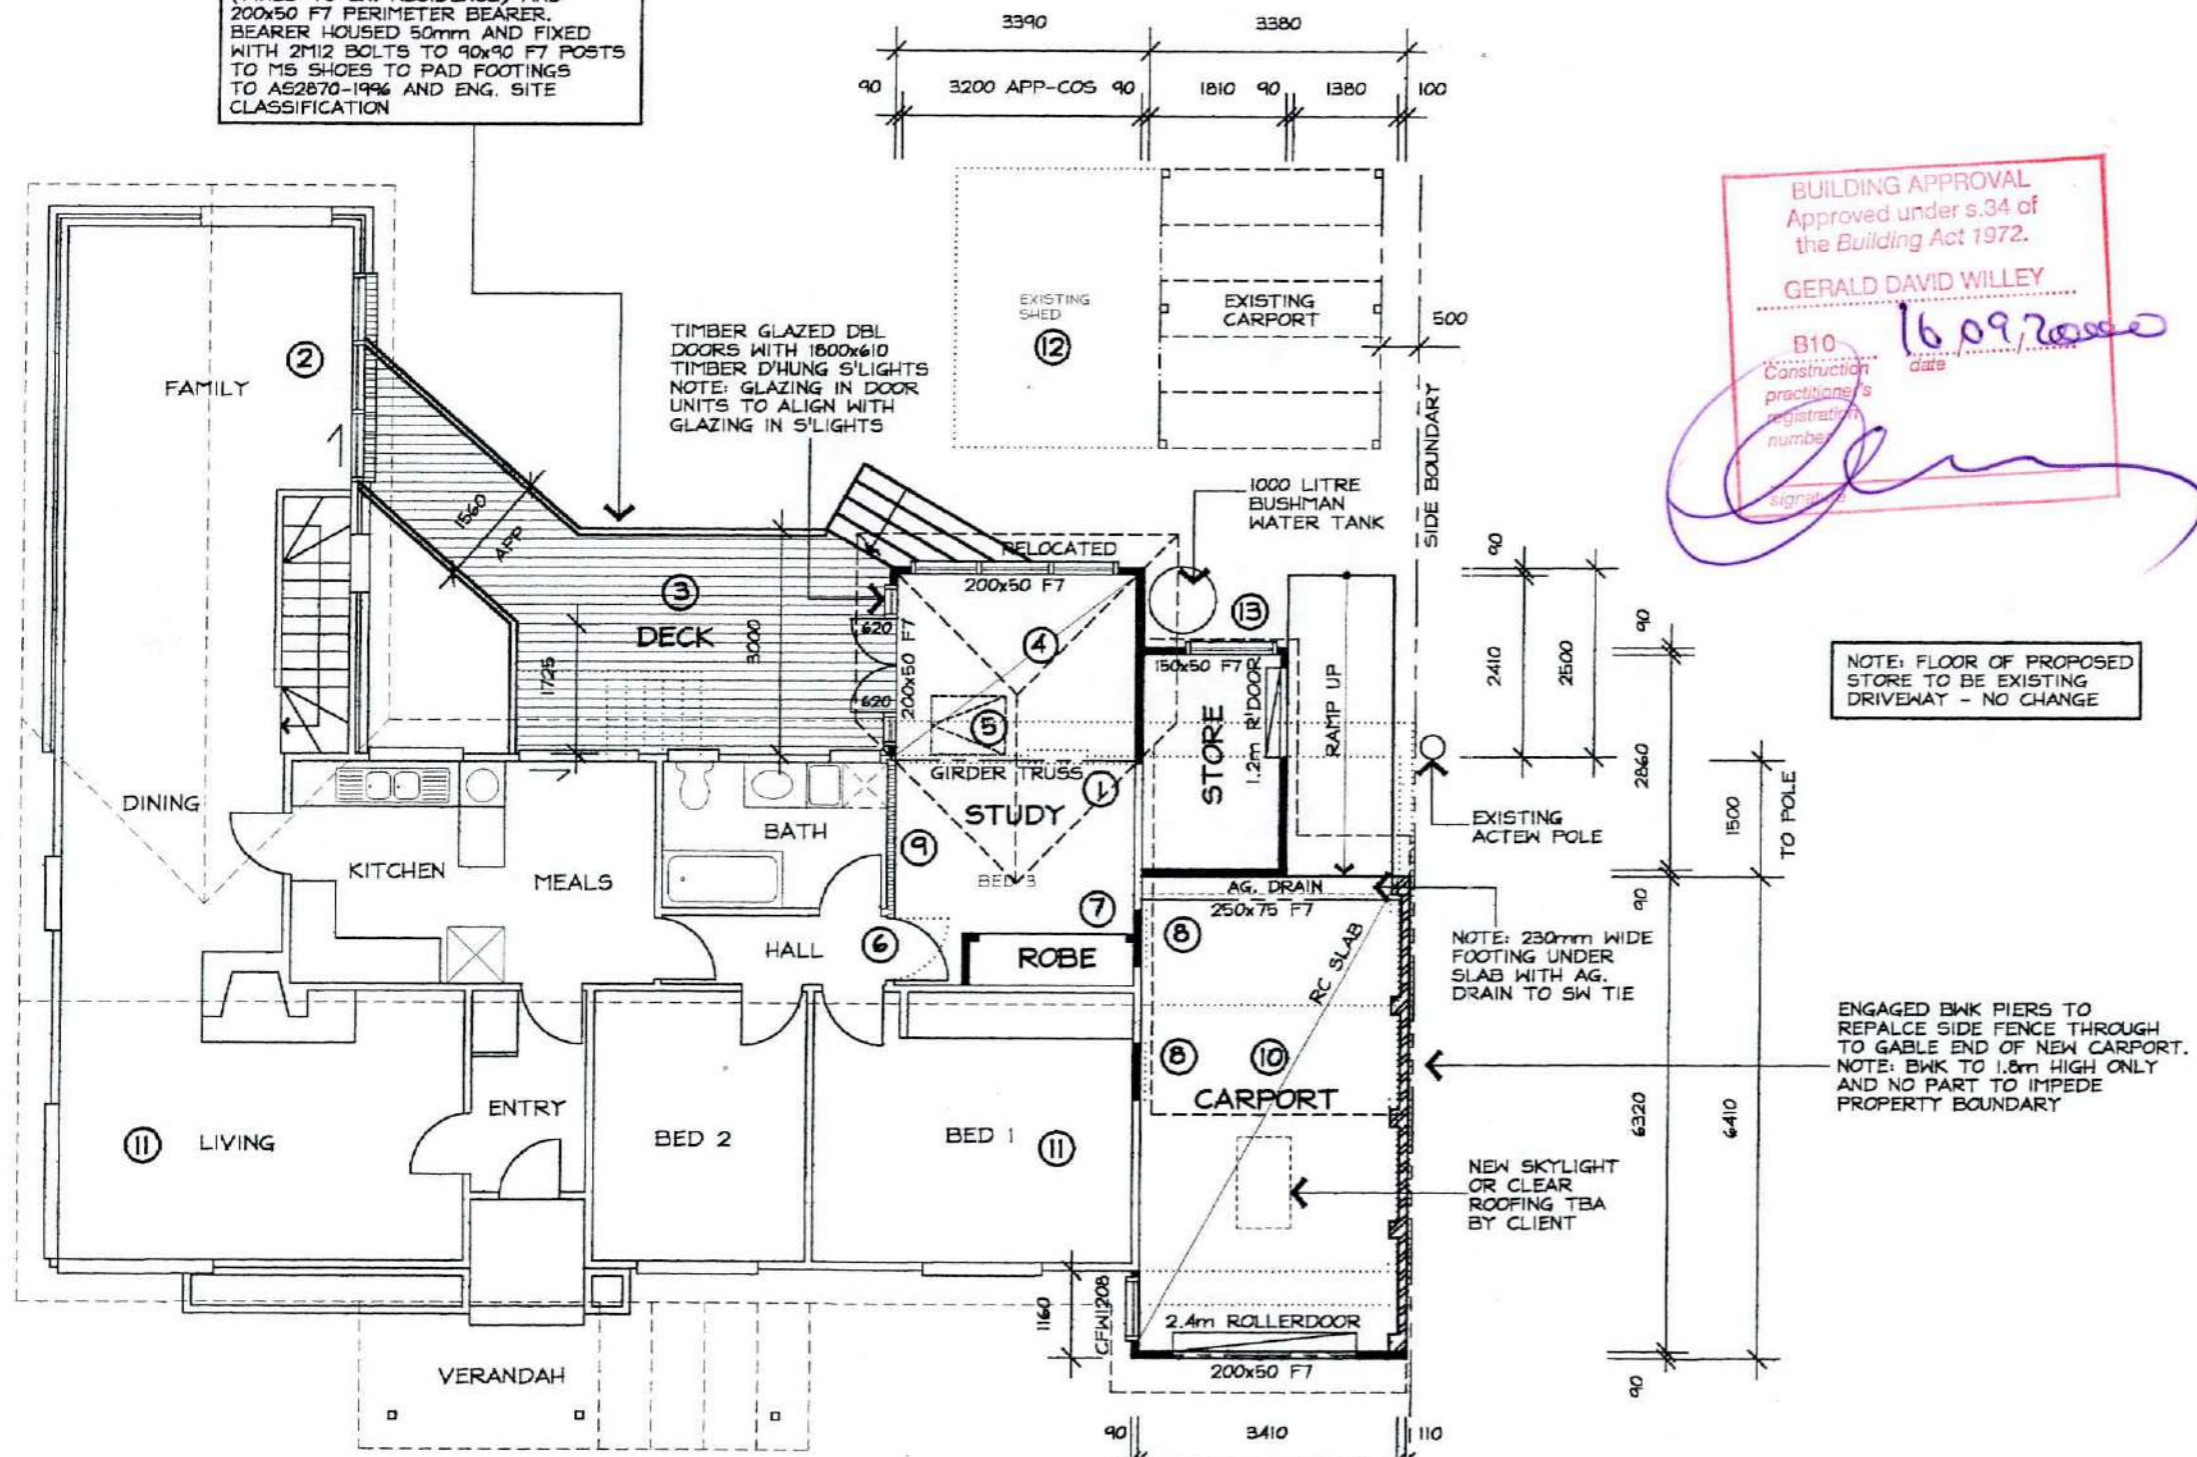 200x50 F7 PERIMETER BEARER.
BEARER HOUSED 50mm AND FIXED
WITH 2M12 BOLTS TO 90x90 F7 POSTS
TO MS SHOES TO PAD FOOTINGS
TO AS2870-1996 AND ENG. SITE
CLASSIFICATION
3390
3380
90
3200 APP-COS
90
1810
90
1380
100
BUILDING APPROVAL
Approved under s.34 of
the Building Act 1972.
GERALD DAVID WILLEY
B10
16,09,2000
date
Construction
practitioner's
registration
number
signature
EXISTING
SHED
12
EXISTING
CARPORT
500
SIDE BOUNDARY
FAMILY
2
TIMBER GLAZED DBL
DOORS WITH 1800x610
TIMBER D'HUNG S'LIGHTS
NOTE: GLAZING IN DOOR
UNITS TO ALIGN WITH
GLAZING IN S'LIGHTS
1000 LITRE
BUSHMAN
WATER TANK
1560
APP
RELOCATED
200x50 F7
3
DECK
3000
1725
620
620
200x50 F7
4
5
13
150x50 F7
STORE
1.2m R'DOOR
RAMP UP
90
2410
2500
90
2860
1500
TO POLE
NOTE: FLOOR OF PROPOSED
STORE TO BE EXISTING
DRIVEWAY - NO CHANGE
EXISTING
ACTEW POLE
GIRDER TRUSS
STUDY
1
9
BED 3
7
DINING
KITCHEN
MEALS
BATH
HALL
6
ROBE
AG. DRAIN
250x75 F7
8
RC SLAB
90
NOTE: 230mm WIDE
FOOTING UNDER
SLAB WITH AG.
DRAIN TO SW TIE
ENGAGED BWK PIERS TO
REPALCE SIDE FENCE THROUGH
TO GABLE END OF NEW CARPORT.
NOTE: BWK TO 1.8m HIGH ONLY
AND NO PART TO IMPEDE
PROPERTY BOUNDARY
8
10
CARPORT
6320
6410
11
LIVING
ENTRY
BED 2
BED 1
11
NEW SKYLIGHT
OR CLEAR
ROOFING TBA
BY CLIENT
1160
CFW1208
2.4m ROLLERDOOR
200x50 F7
90
VERANDAH
90
3410
110